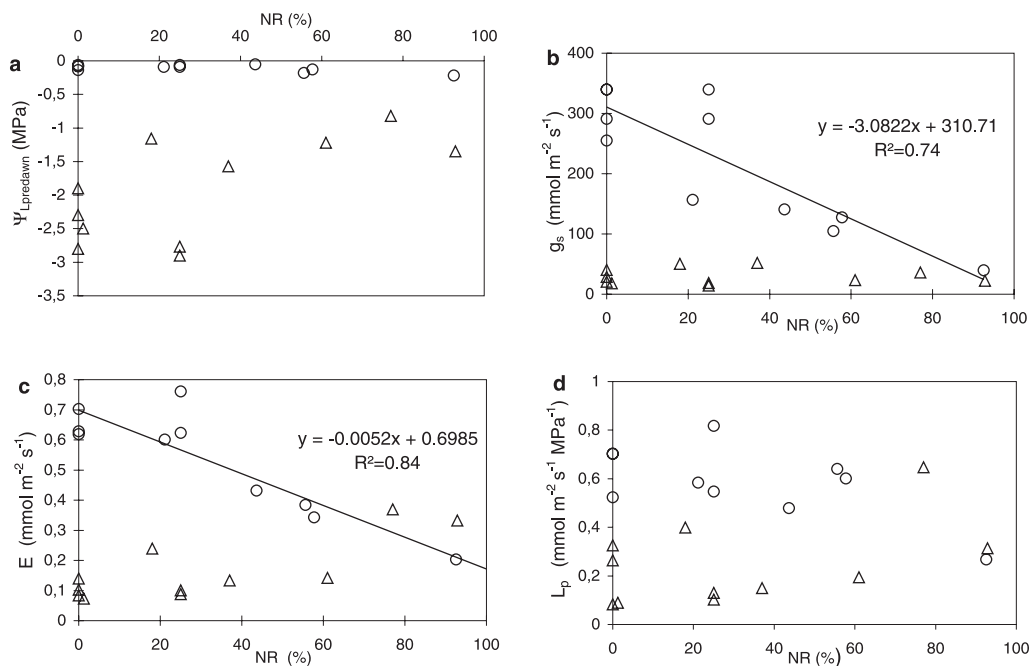 a
NR (%)
0 20 40 60 80 100
0
-0,5
-1
-1,5
-2
-2,5
-3
-3,5
Ψ_Lpredawn (MPa)
b
400
300
200
100
0
g_s (mmol m⁻² s⁻¹)
y = -3.0822x + 310.71
R²=0.74
0 20 40 60 80 100
NR (%)
c
0,8
0,7
0,6
0,5
0,4
0,3
0,2
0,1
0
E (mmol m⁻² s⁻¹)
y = -0.0052x + 0.6985
R²=0.84
0 20 40 60 80 100
NR (%)
d
1
0,8
0,6
0,4
0,2
0
L_p (mmol m⁻² s⁻¹ MPa⁻¹)
0 20 40 60 80 100
NR (%)